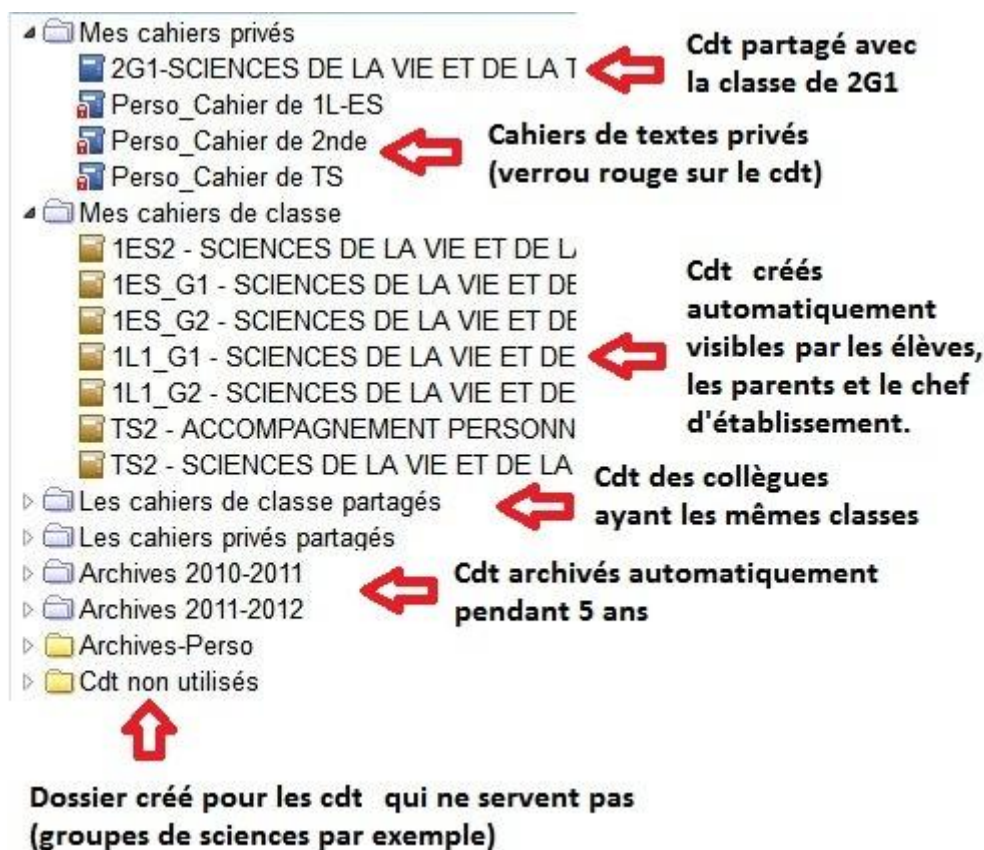 Mes cahiers privés
2G1-SCIENCES DE LA VIE ET DE LA T
Cdt partagé avec
la classe de 2G1
Perso_Cahier de 1L-ES
Perso_Cahier de 2nde
Perso_Cahier de TS
Cahiers de textes privés
(verrou rouge sur le cdt)
Mes cahiers de classe
1ES2 - SCIENCES DE LA VIE ET DE L
1ES_G1 - SCIENCES DE LA VIE ET DE
1ES_G2 - SCIENCES DE LA VIE ET DE
1L1_G1 - SCIENCES DE LA VIE ET DE
1L1_G2 - SCIENCES DE LA VIE ET DE
TS2 - ACCOMPAGNEMENT PERSONN
TS2 - SCIENCES DE LA VIE ET DE LA
Cdt créés
automatiquement
visibles par les élèves,
les parents et le chef
d'établissement.
Les cahiers de classe partagés
Les cahiers privés partagés
Cdt des collègues
ayant les mêmes classes
Archives 2010-2011
Archives 2011-2012
Cdt archivés automatiquement
pendant 5 ans
Archives-Perso
Cdt non utilisés
Dossier créé pour les cdt qui ne servent pas
(groupes de sciences par exemple)